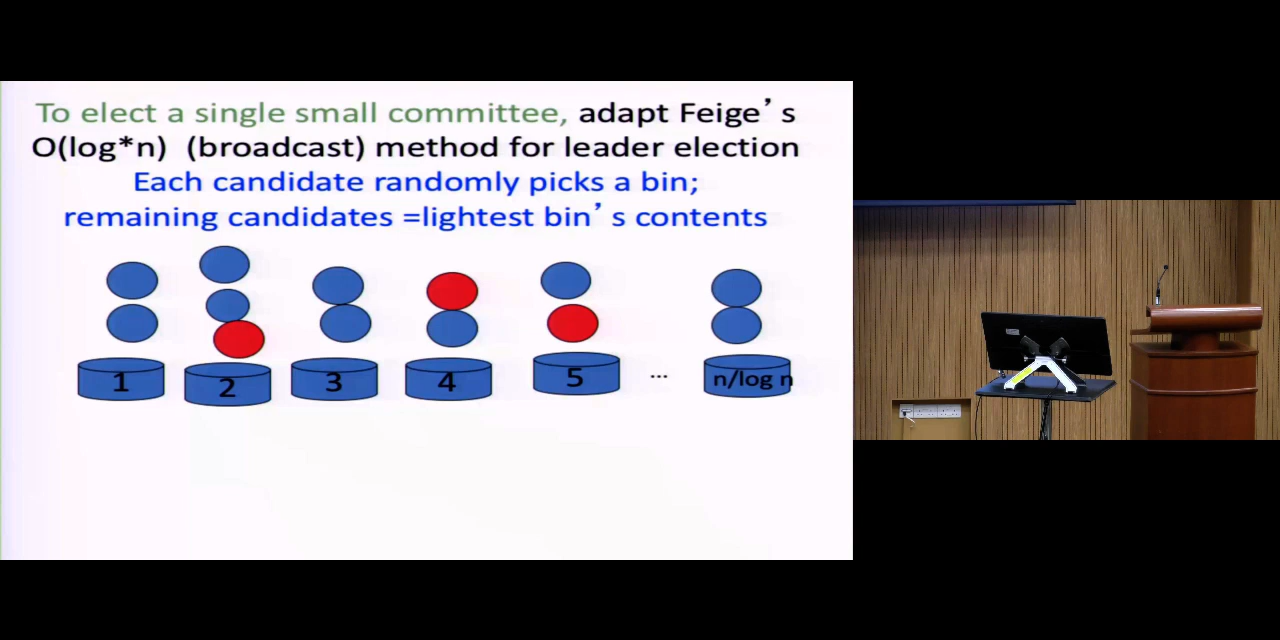 To elect a single small committee, adapt Feige's
O(log*n) (broadcast) method for leader election
Each candidate randomly picks a bin;
remaining candidates =lightest bin's contents
1 2 3 4 5 ... n/log n